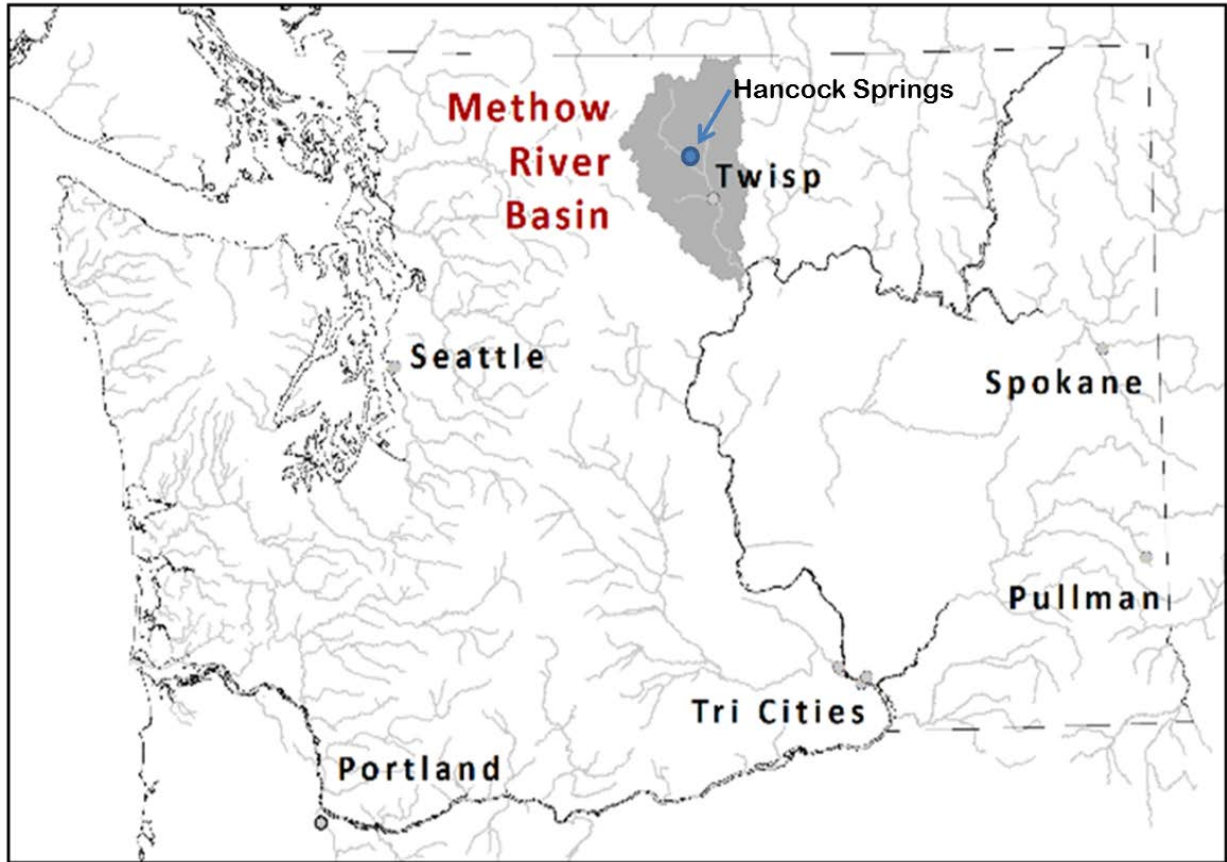 Methow
River
Basin
Hancock Springs
Twisp
Seattle
Spokane
Pullman
Tri Cities
Portland